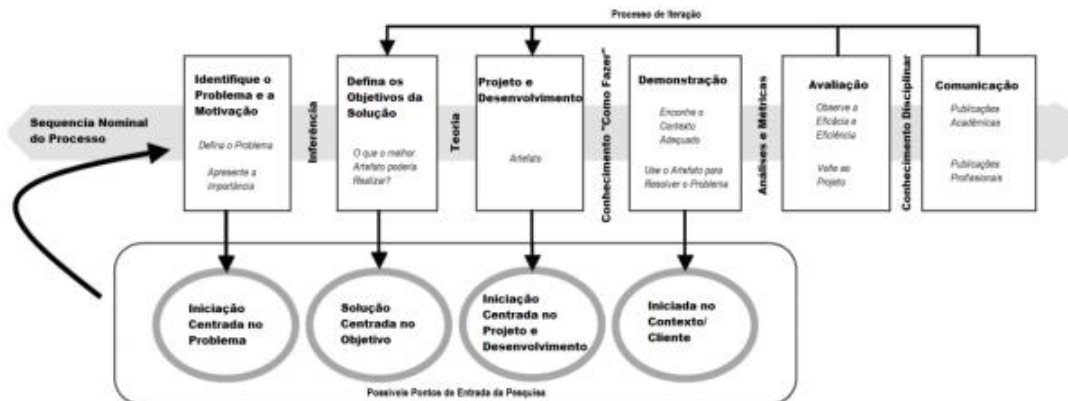 Processo de Iteração
Sequencia Nominal
do Processo
Identifique o
Problema e a
Motivação
Defina o Problema
Apresente a
importância
Inferência
Defina os
Objetivos da
Solução
O que o melhor
Artefato poderia
Realizar?
Teoria
Projeto e
Desenvolvimento
Artefato
Conhecimento "Como Fazer"
Demonstração
Encontre o
Contexto
Adequado
Use o Artefato para
Resolver o Problema
Análises e Métricas
Avaliação
Observe a
Eficácia e
Eficiência
Volte ao
Projeto
Conhecimento Disciplinar
Comunicação
Publicações
Acadêmicas
Publicações
Profissionais
Iniciação
Centrada no
Problema
Solução
Centrada no
Objetivo
Iniciação
Centrada no
Projeto e
Desenvolvimento
Iniciada no
Contexto/
Cliente
Possíveis Pontos de Entrada da Pesquisa